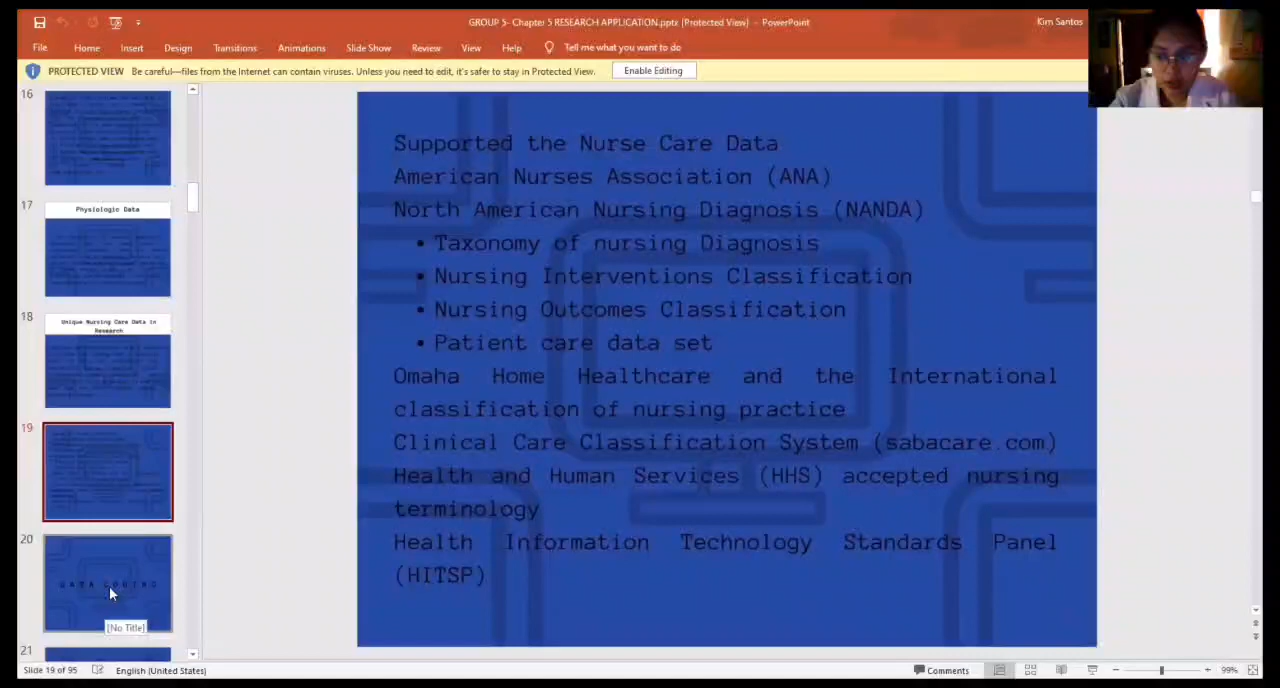 GROUP 5- Chapter 5 RESEARCH APPLICATION.pptx [Protected View] - PowerPoint
Kim Santos
File Home Insert Design Transitions Animations Slide Show Review View Help Tell me what you want to do
PROTECTED VIEW Be careful—files from the Internet can contain viruses. Unless you need to edit, it's safer to stay in Protected View. Enable Editing
16
17
Physiologic Data
18
Unique Nursing Care Data in
Research
19
20
DATA CODING
[No Title]
21
Supported the Nurse Care Data
American Nurses Association (ANA)
North American Nursing Diagnosis (NANDA)
• Taxonomy of nursing Diagnosis
• Nursing Interventions Classification
• Nursing Outcomes Classification
• Patient care data set
Omaha Home Healthcare and the International
classification of nursing practice
Clinical Care Classification System (sabacare.com)
Health and Human Services (HHS) accepted nursing
terminology
Health Information Technology Standards Panel
(HITSP)
Slide 19 of 95 English (United States) Comments 99%